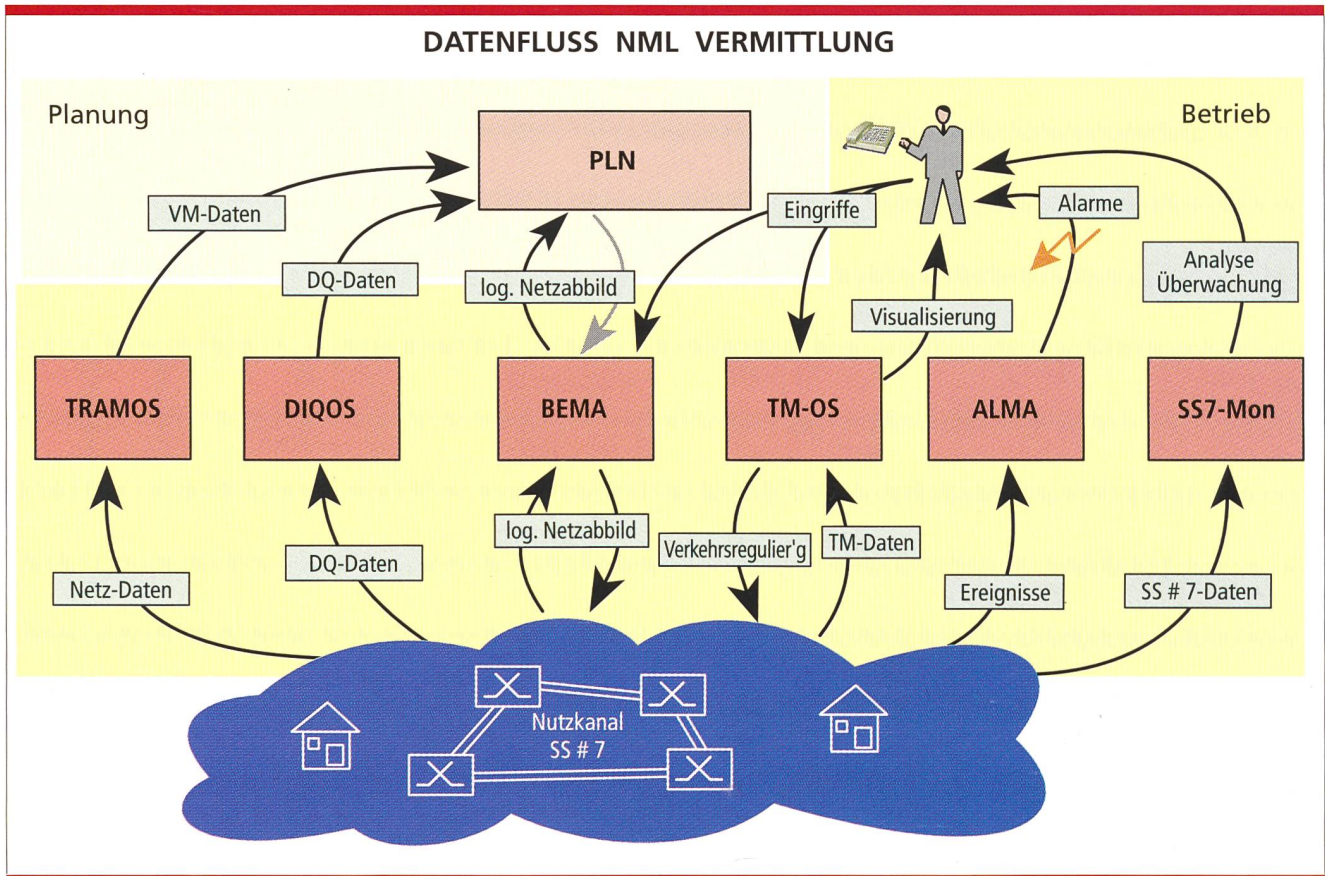 DATENFLUSS NML VERMITTLUNG
Planung
Betrieb
PLN
VM-Daten
Eingriffe
Alarme
DQ-Daten
log. Netzabbild
Analyse
Überwachung
Visualisierung
TRAMOS
DIQOS
BEMA
TM-OS
ALMA
SS7-Mon
log. Netzabbild
Verkehrsregulier'g
TM-Daten
DQ-Daten
Netz-Daten
Ereignisse
SS # 7-Daten
Nutzkanal
SS # 7